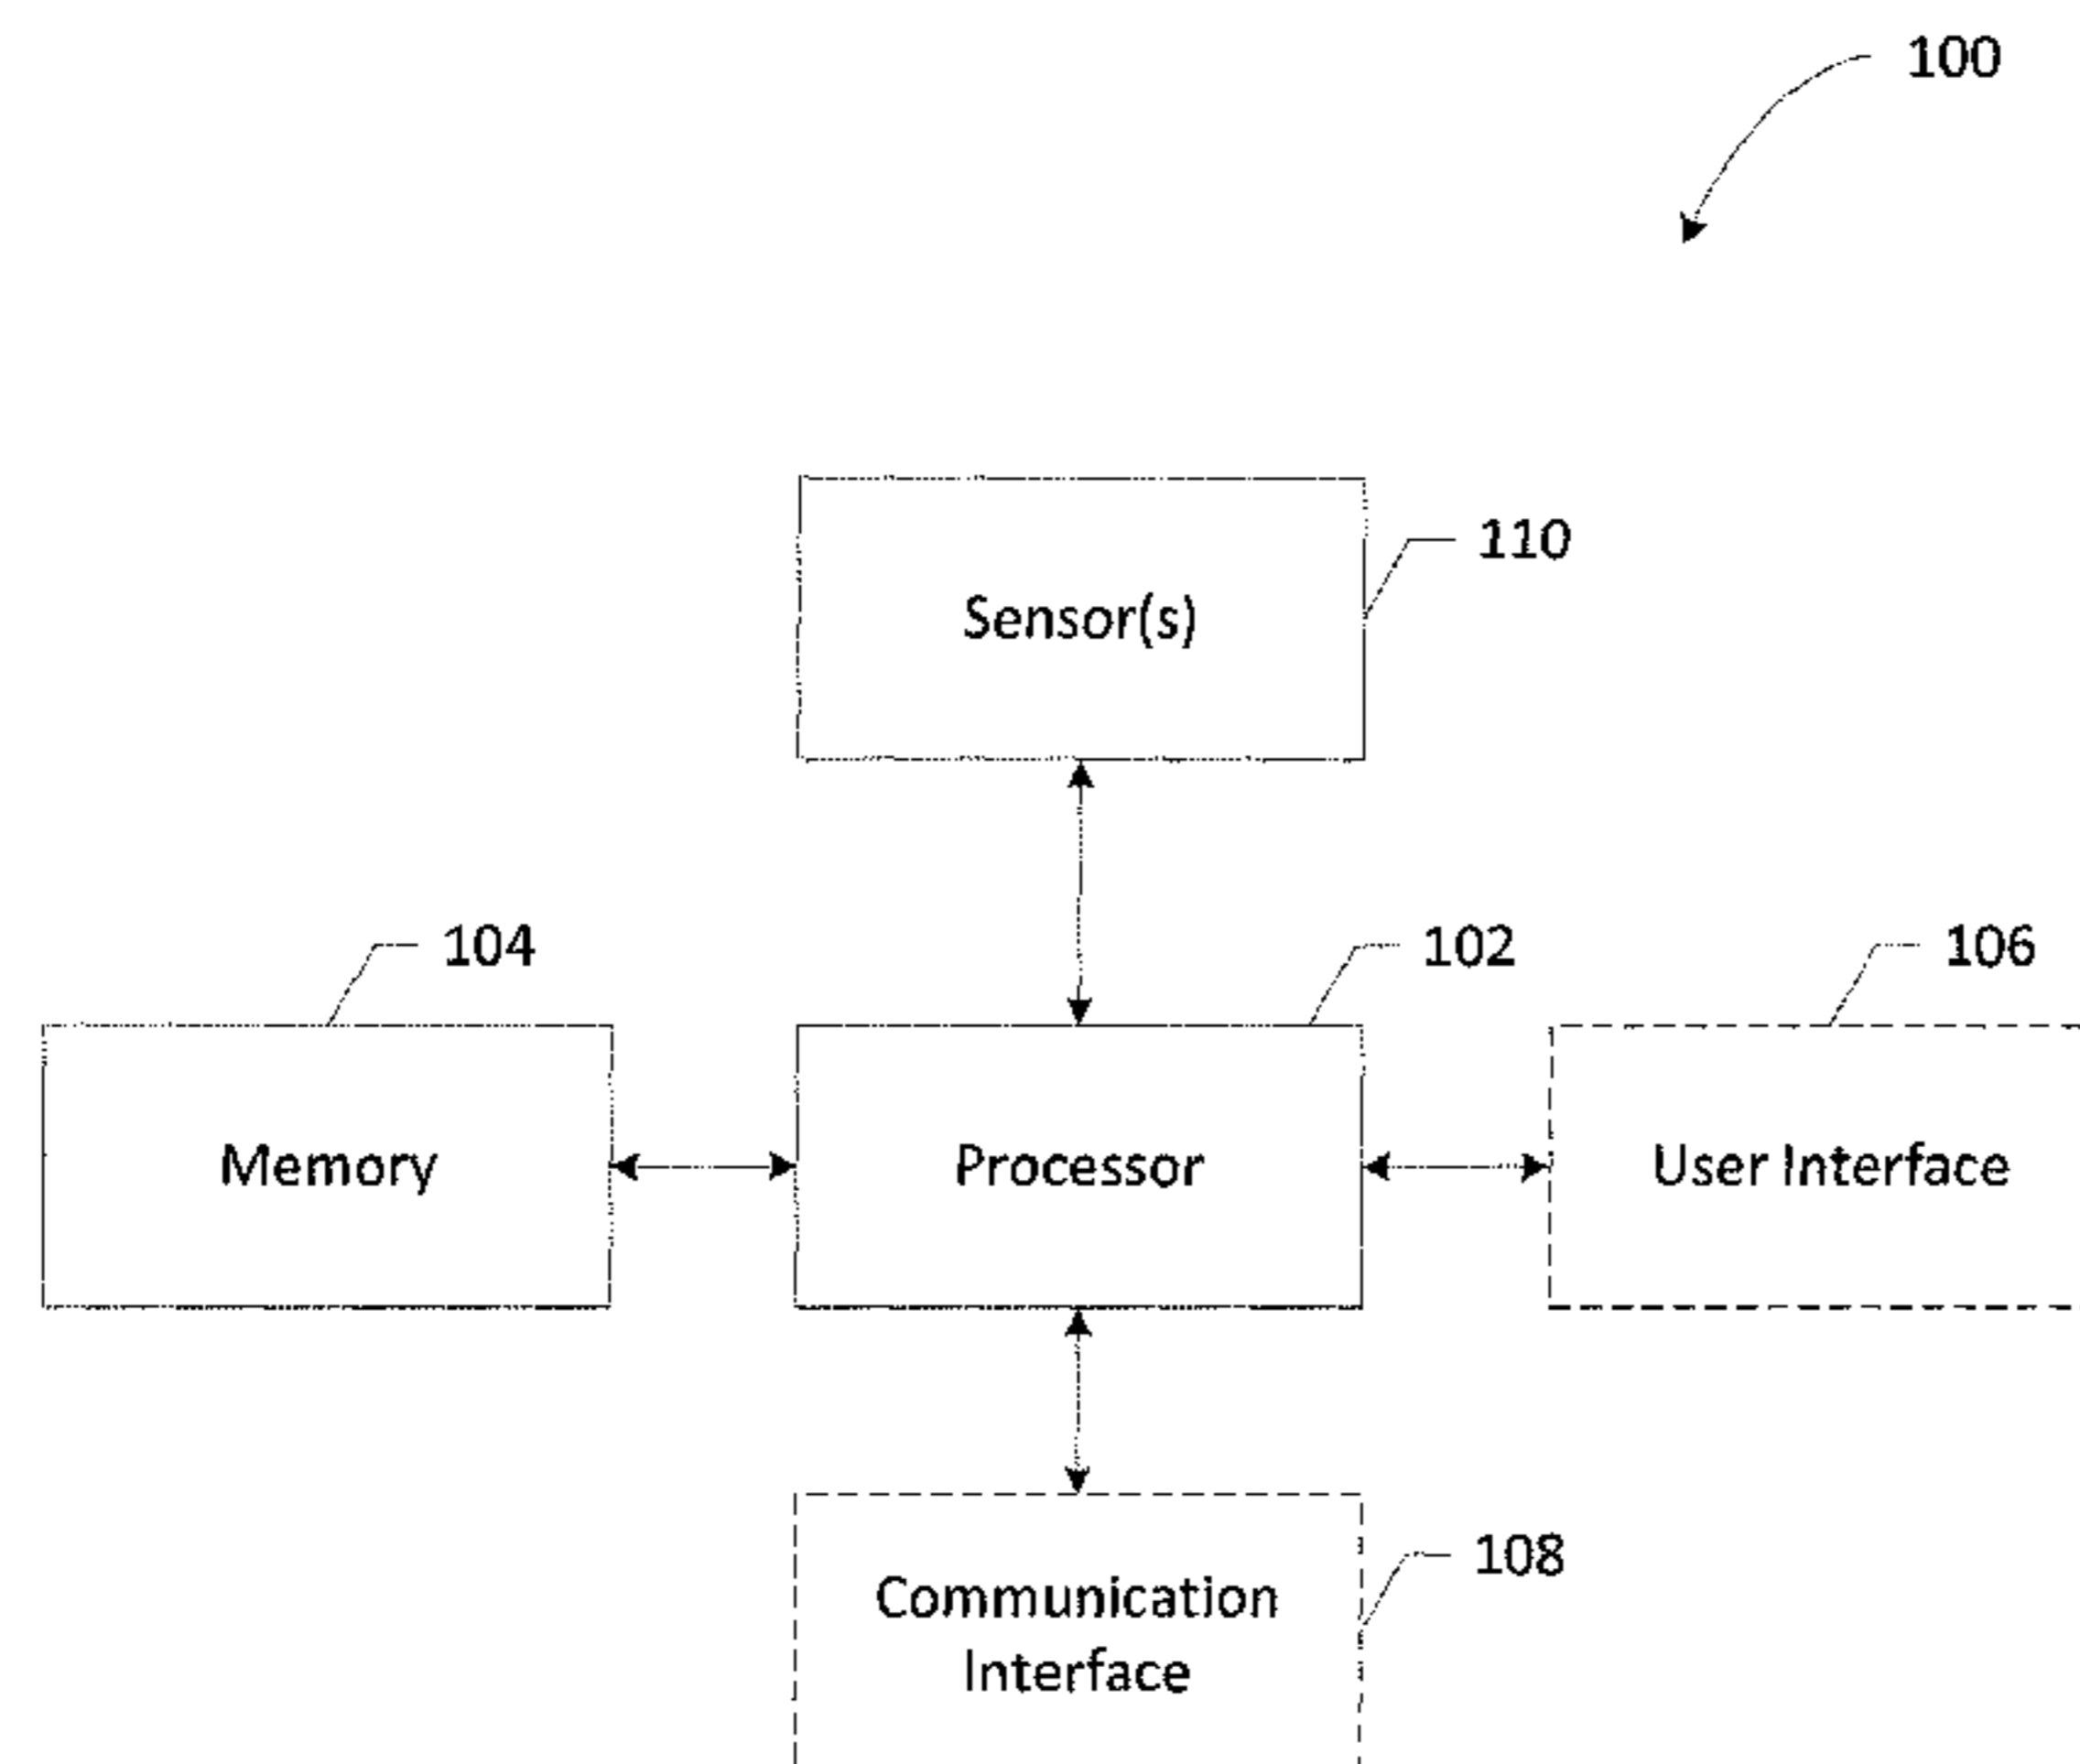 100
110
Sensor(s)
104
102
106
Memory
Processor
User Interface
108
Communication
Interface